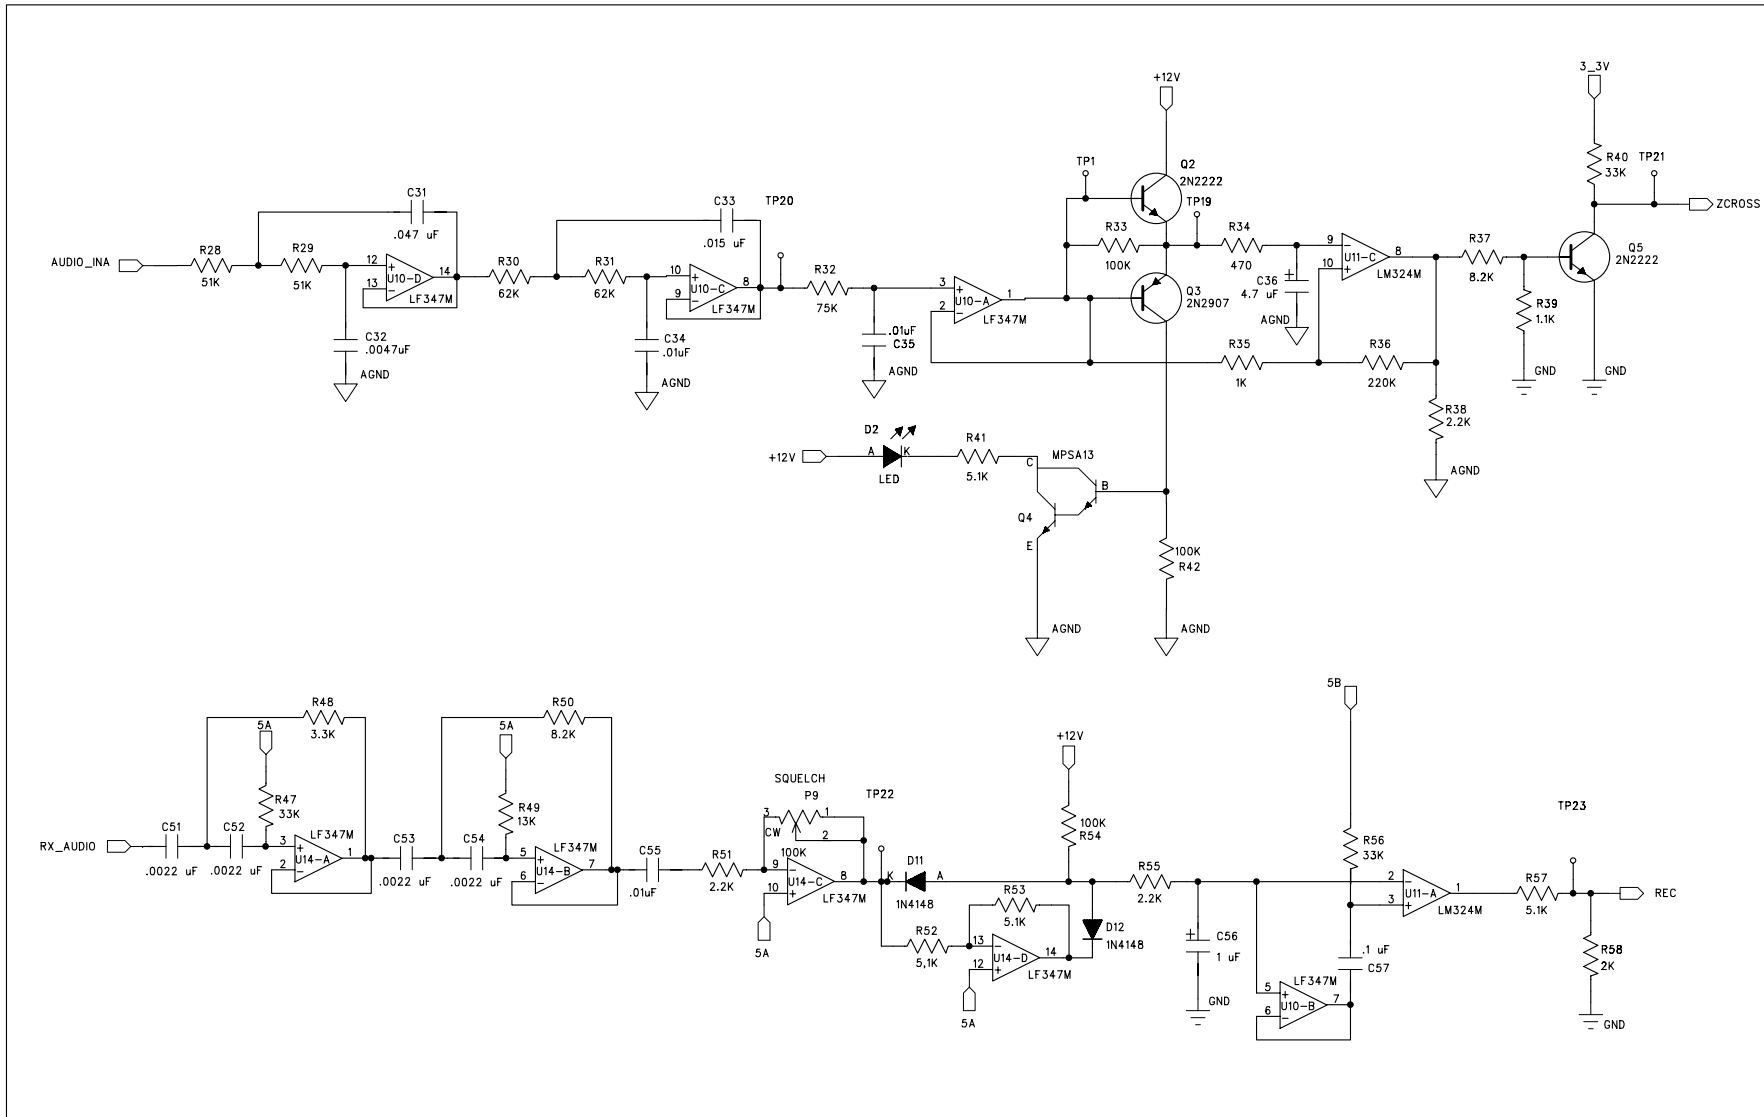 AUDIO_INA
R28
51K
R29
51K
C31
.047 uF
12
13
+
−
U10-D
14
LF347M
C32
.0047uF
AGND
R30
62K
R31
62K
C33
.015 uF
10
9
+
−
U10-C
8
LF347M
C34
.01uF
AGND
TP20
R32
75K
.01uF
C35
AGND
3
2
+
−
U10-A
1
LF347M
TP1
+12V
Q2
2N2222
TP19
R33
100K
Q3
2N2907
R34
470
C36
4.7 uF
+
AGND
9
10
−
+
U11-C
8
LM324M
R35
1K
R36
220K
R37
8.2K
R38
2.2K
AGND
R39
1.1K
GND
3_3V
R40
33K
TP21
ZCROSS
Q5
2N2222
GND
+12V
D2
A
K
LED
R41
5.1K
MPSA13
C
B
Q4
E
AGND
100K
R42
AGND
RX_AUDIO
C51
.0022 uF
C52
.0022 uF
R48
3.3K
5A
R47
33K
3
2
+
−
U14-A
1
LF347M
C53
.0022 uF
C54
.0022 uF
R50
8.2K
5A
R49
13K
5
6
+
−
U14-B
7
LF347M
C55
.01uF
R51
2.2K
SQUELCH
P9
3
1
CW
2
100K
9
10
−
+
U14-C
8
LF347M
5A
TP22
K
D11
A
1N4148
R52
5,1K
R53
5.1K
13
12
−
+
U14-D
14
LF347M
5A
+12V
100K
R54
D12
1N4148
R55
2.2K
+
C56
1 uF
GND
5B
R56
33K
.1 uF
C57
5
6
+
−
U10-B
7
LF347M
2
3
−
+
U11-A
1
LM324M
R57
5.1K
TP23
REC
R58
2K
GND